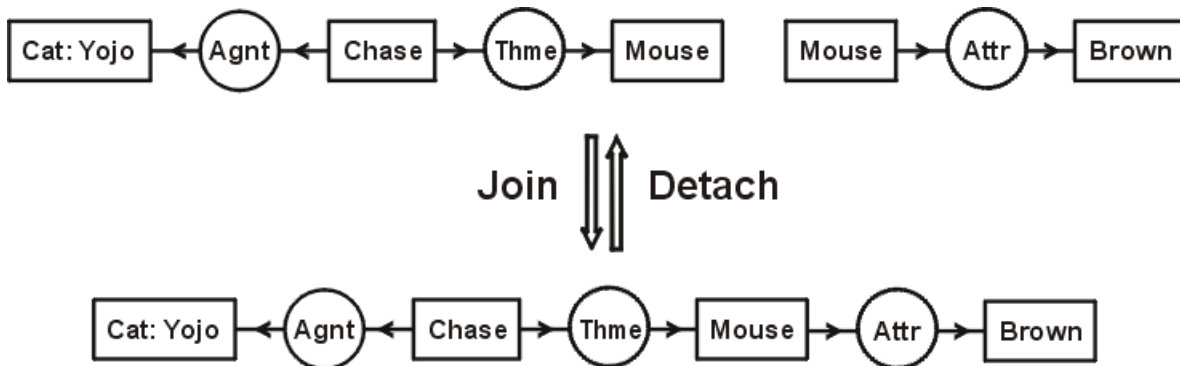 Cat: Yojo Agnt Chase Thme Mouse Mouse Attr Brown
Join Detach
Cat: Yojo Agnt Chase Thme Mouse Attr Brown